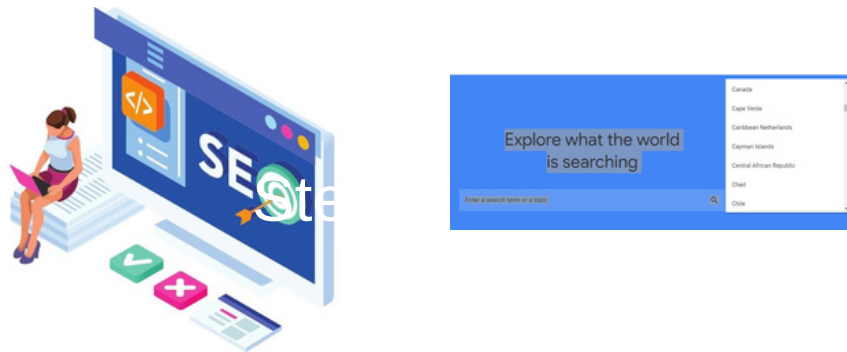 SEO
Ste
Explore what the world
is searching
Enter a search term or a topic
Canada
Cape Verde
Caribbean Netherlands
Cayman Islands
Central African Republic
Chad
Chile